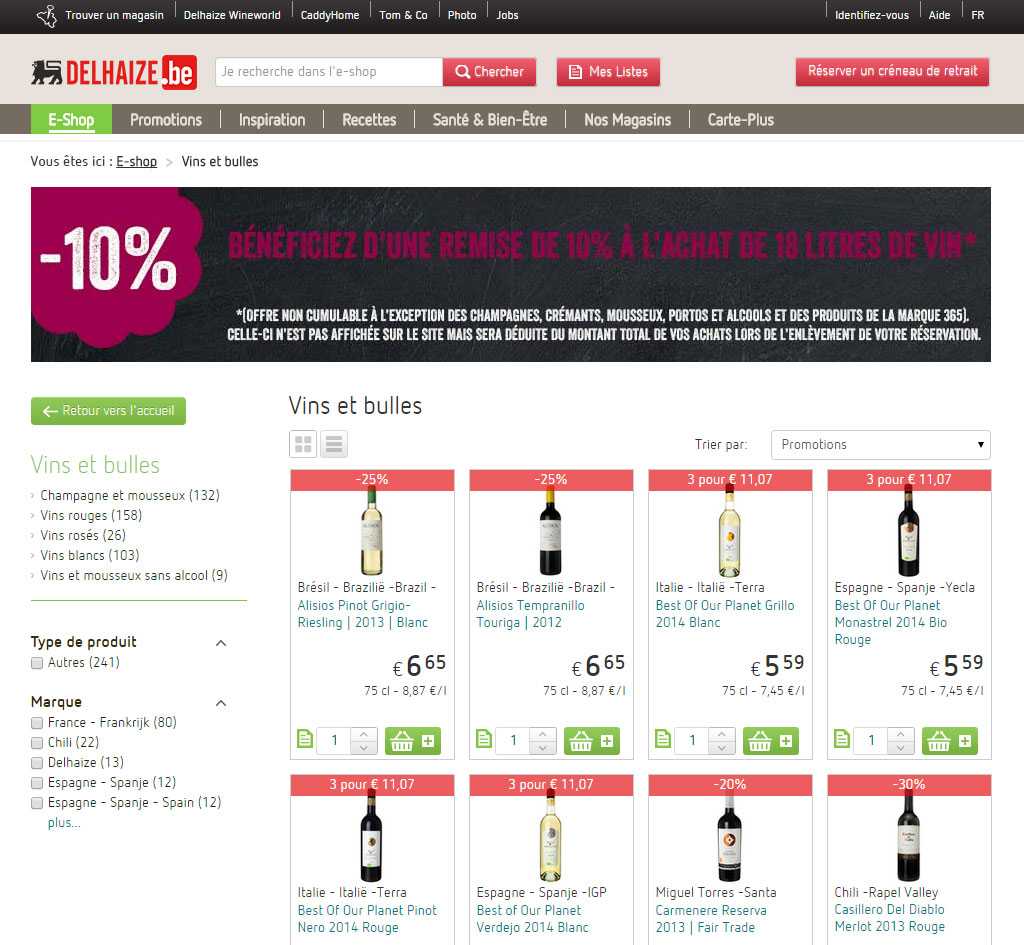 Trouver un magasin
Delhaize Wineworld
CaddyHome
Tom & Co
Photo
Jobs
Identifiez-vous
Aide
FR
DELHAIZE.be
Je recherche dans l'e-shop
Chercher
Mes Listes
Réserver un créneau de retrait
E-Shop
Promotions
Inspiration
Recettes
Santé & Bien-Être
Nos Magasins
Carte-Plus
Vous êtes ici : E-shop > Vins et bulles
-10%
BÉNÉFICIEZ D'UNE REMISE DE 10% À L'ACHAT DE 18 LITRES DE VIN*
*(OFFRE NON CUMULABLE À L'EXCEPTION DES CHAMPAGNES, CRÉMANTS, MOUSSEUX, PORTOS ET ALCOOLS ET DES PRODUITS DE LA MARQUE 365).
CELLE-CI N'EST PAS AFFICHÉE SUR LE SITE MAIS SERA DÉDUITE DU MONTANT TOTAL DE VOS ACHATS LORS DE L'ENLÈVEMENT DE VOTRE RÉSERVATION.
Retour vers l'accueil
Vins et bulles
Champagne et mousseux (132)
Vins rouges (158)
Vins rosés (26)
Vins blancs (103)
Vins et mousseux sans alcool (9)
Type de produit
Autres (241)
Marque
France - Frankrijk (80)
Chili (22)
Delhaize (13)
Espagne - Spanje (12)
Espagne - Spanje - Spain (12)
plus...
Vins et bulles
Trier par:
Promotions
-25%
Brésil - Brazilië -Brazil -
Alisios Pinot Grigio-
Riesling | 2013 | Blanc
€ 6 65
75 cl - 8,87 €/l
1
-25%
Brésil - Brazilië -Brazil -
Alisios Tempranillo
Touriga | 2012
€ 6 65
75 cl - 8,87 €/l
1
3 pour € 11,07
Italie - Italië -Terra
Best Of Our Planet Grillo
2014 Blanc
€ 5 59
75 cl - 7,45 €/l
1
3 pour € 11,07
Espagne - Spanje -Yecla
Best Of Our Planet
Monastrel 2014 Bio
Rouge
€ 5 59
75 cl - 7,45 €/l
1
3 pour € 11,07
Italie - Italië -Terra
Best Of Our Planet Pinot
Nero 2014 Rouge
3 pour € 11,07
Espagne - Spanje -IGP
Best of Our Planet
Verdejo 2014 Blanc
-20%
Miguel Torres -Santa
Carmenere Reserva
2013 | Fair Trade
-30%
Chili -Rapel Valley
Casillero Del Diablo
Merlot 2013 Rouge